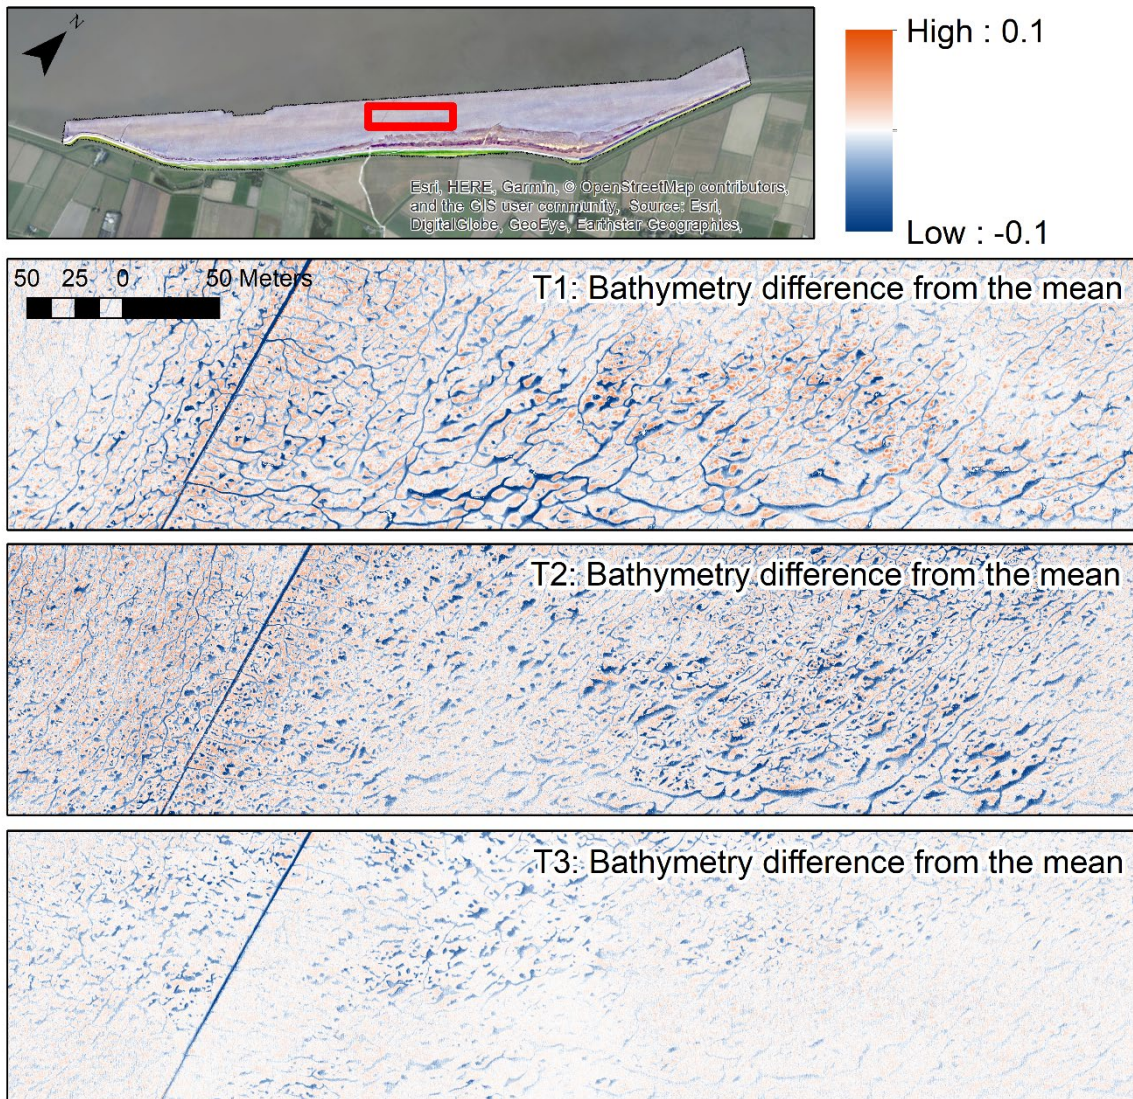 N
High : 0.1
Esri, HERE, Garmin, © OpenStreetMap contributors,
and the GIS user community, Source: Esri,
DigitalGlobe, GeoEye, Earthstar Geographics,
Low : -0.1
50 25 0 50 Meters
T1: Bathymetry difference from the mean
T2: Bathymetry difference from the mean
T3: Bathymetry difference from the mean